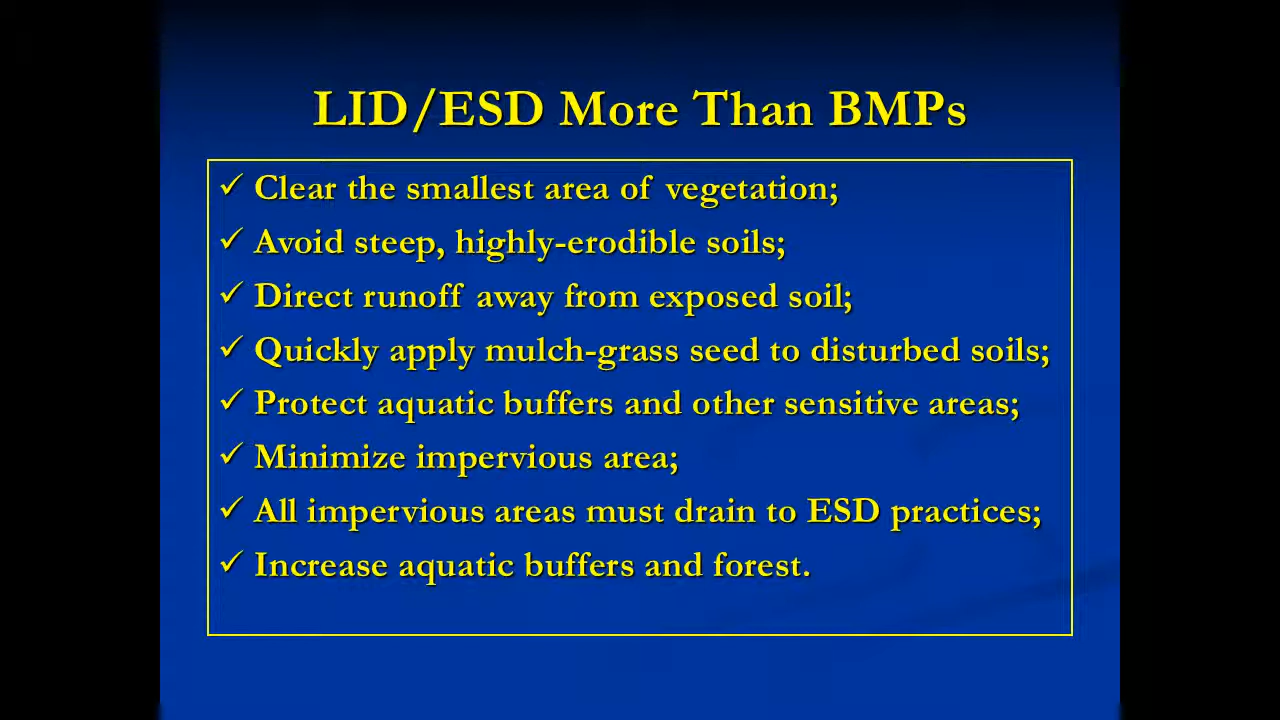 LID/ESD More Than BMPs
✓ Clear the smallest area of vegetation;
✓ Avoid steep, highly-erodible soils;
✓ Direct runoff away from exposed soil;
✓ Quickly apply mulch-grass seed to disturbed soils;
✓ Protect aquatic buffers and other sensitive areas;
✓ Minimize impervious area;
✓ All impervious areas must drain to ESD practices;
✓ Increase aquatic buffers and forest.